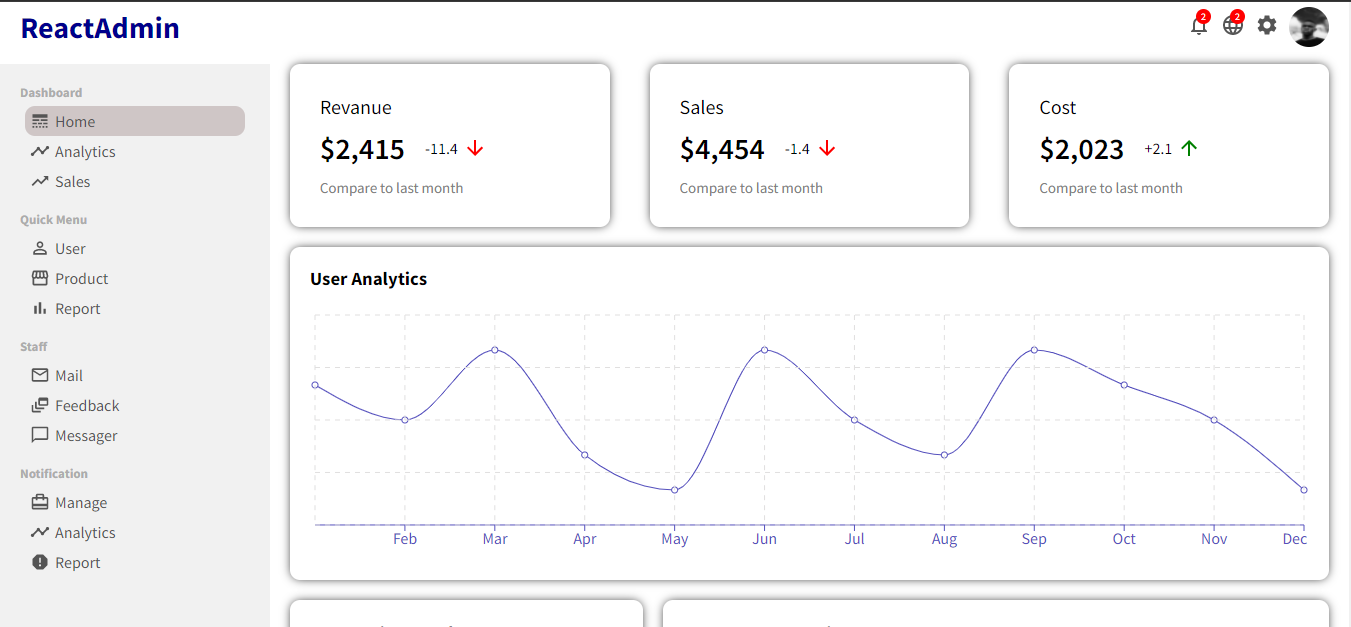 ReactAdmin
2
2
Dashboard
Home
Analytics
Sales
Quick Menu
User
Product
Report
Staff
Mail
Feedback
Messager
Notification
Manage
Analytics
Report
Revanue
$2,415 -11.4
Compare to last month
Sales
$4,454 -1.4
Compare to last month
Cost
$2,023 +2.1
Compare to last month
User Analytics
Feb Mar Apr May Jun Jul Aug Sep Oct Nov Dec